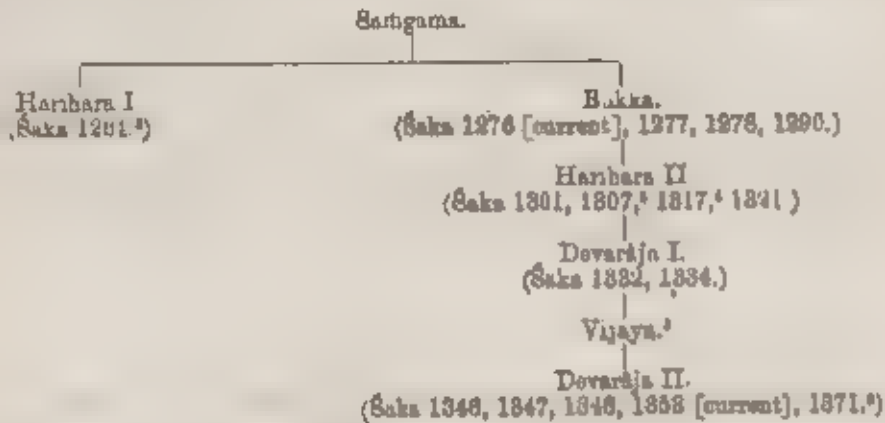 Saṁgama.
Harihara I
(Śaka 1261.)
Bukka.
(Śaka 1276 [current], 1277, 1278, 1290.)
Harihara II
(Śaka 1301, 1307, 1317, 1321)
Devarâja I.
(Śaka 1332, 1334.)
Vijaya.
Devarâja II.
(Śaka 1346, 1347, 1348, 1353 [current], 1371.)